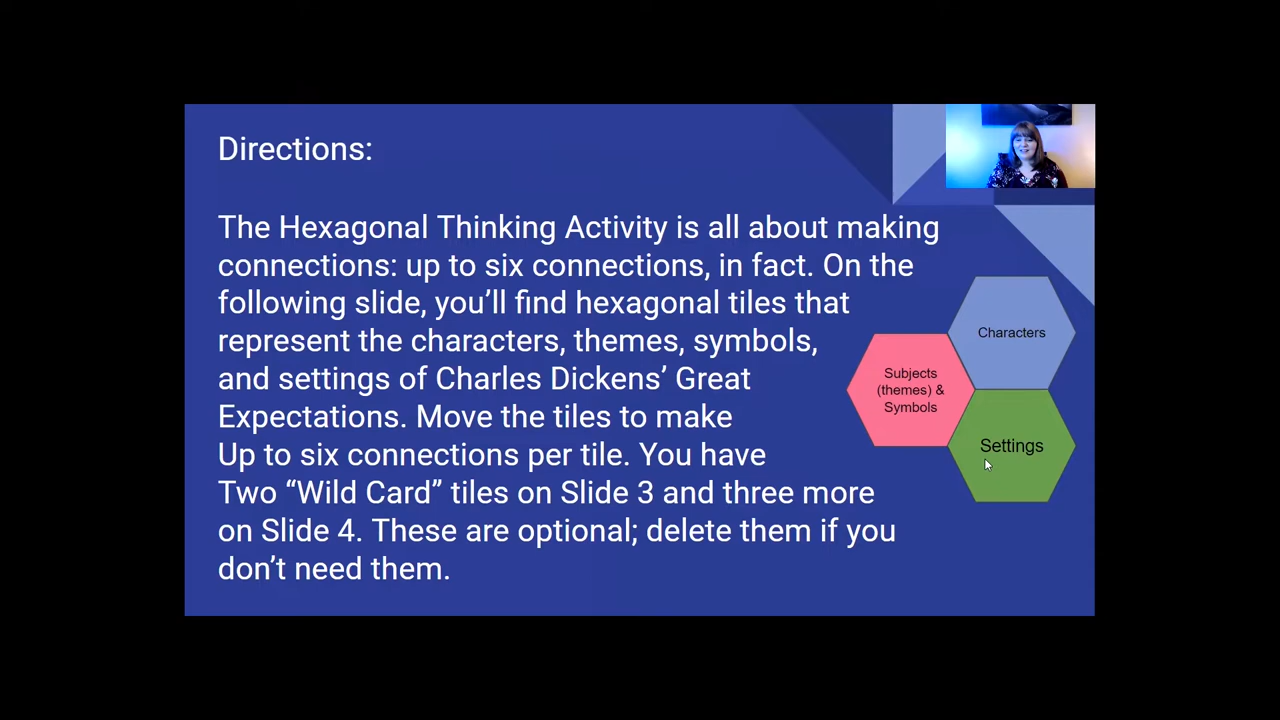 Directions:
The Hexagonal Thinking Activity is all about making
connections: up to six connections, in fact. On the
following slide, you’ll find hexagonal tiles that
represent the characters, themes, symbols,
and settings of Charles Dickens’ Great
Expectations. Move the tiles to make
Up to six connections per tile. You have
Two “Wild Card” tiles on Slide 3 and three more
on Slide 4. These are optional; delete them if you
don’t need them.
Characters
Subjects
(themes) &
Symbols
Settings